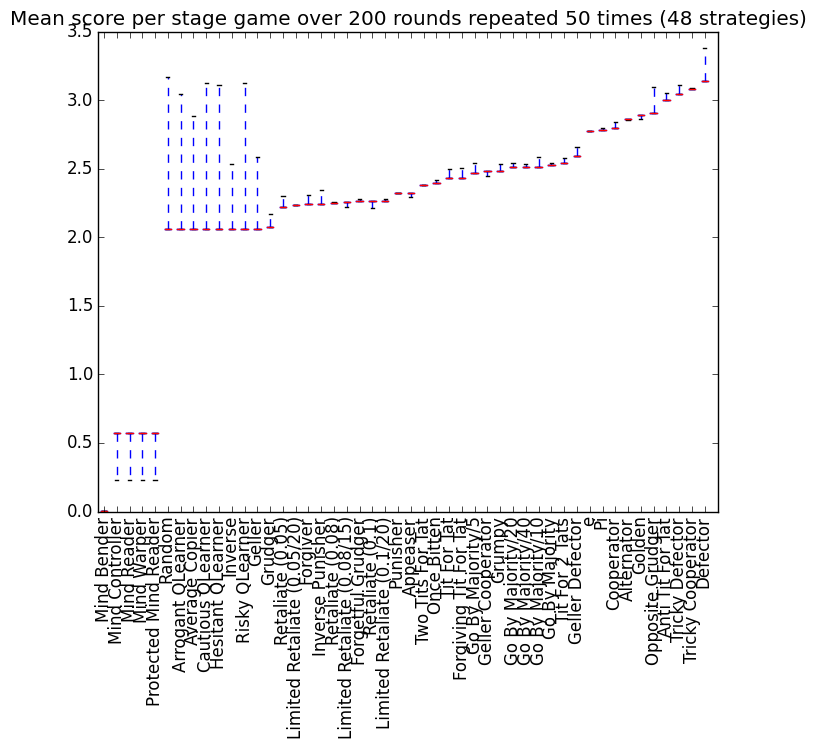 Mean score per stage game over 200 rounds repeated 50 times (48 strategies)
3.5
3.0
2.5
2.0
1.5
1.0
0.5
0.0
Mind Bender
Mind Controller
Mind Reader
Mind Warper
Protected Mind Reader
Random
Arrogant QLearner
Average Copier
Cautious QLearner
Hesitant QLearner
Inverse
Risky QLearner
Geller
Grudger
Retaliate (0.05)
Limited Retaliate (0.05/20)
Forgiver
Inverse Punisher
Retaliate (0.08)
Limited Retaliate (0.08/15)
Forgetful Grudger
Retaliate (0.1)
Limited Retaliate (0.1/20)
Punisher
Appeaser
Two Tits For Tat
Once Bitten
Tit For Tat
Forgiving Tit For Tat
Go By Majority/5
Geller Cooperator
Grumpy
Go By Majority/20
Go By Majority/40
Go By Majority/10
Go By Majority
Tit For 2 Tats
Geller Defector
e
Pi
Cooperator
Alternator
Golden
Opposite Grudger
Anti Tit For Tat
Tricky Defector
Tricky Cooperator
Defector